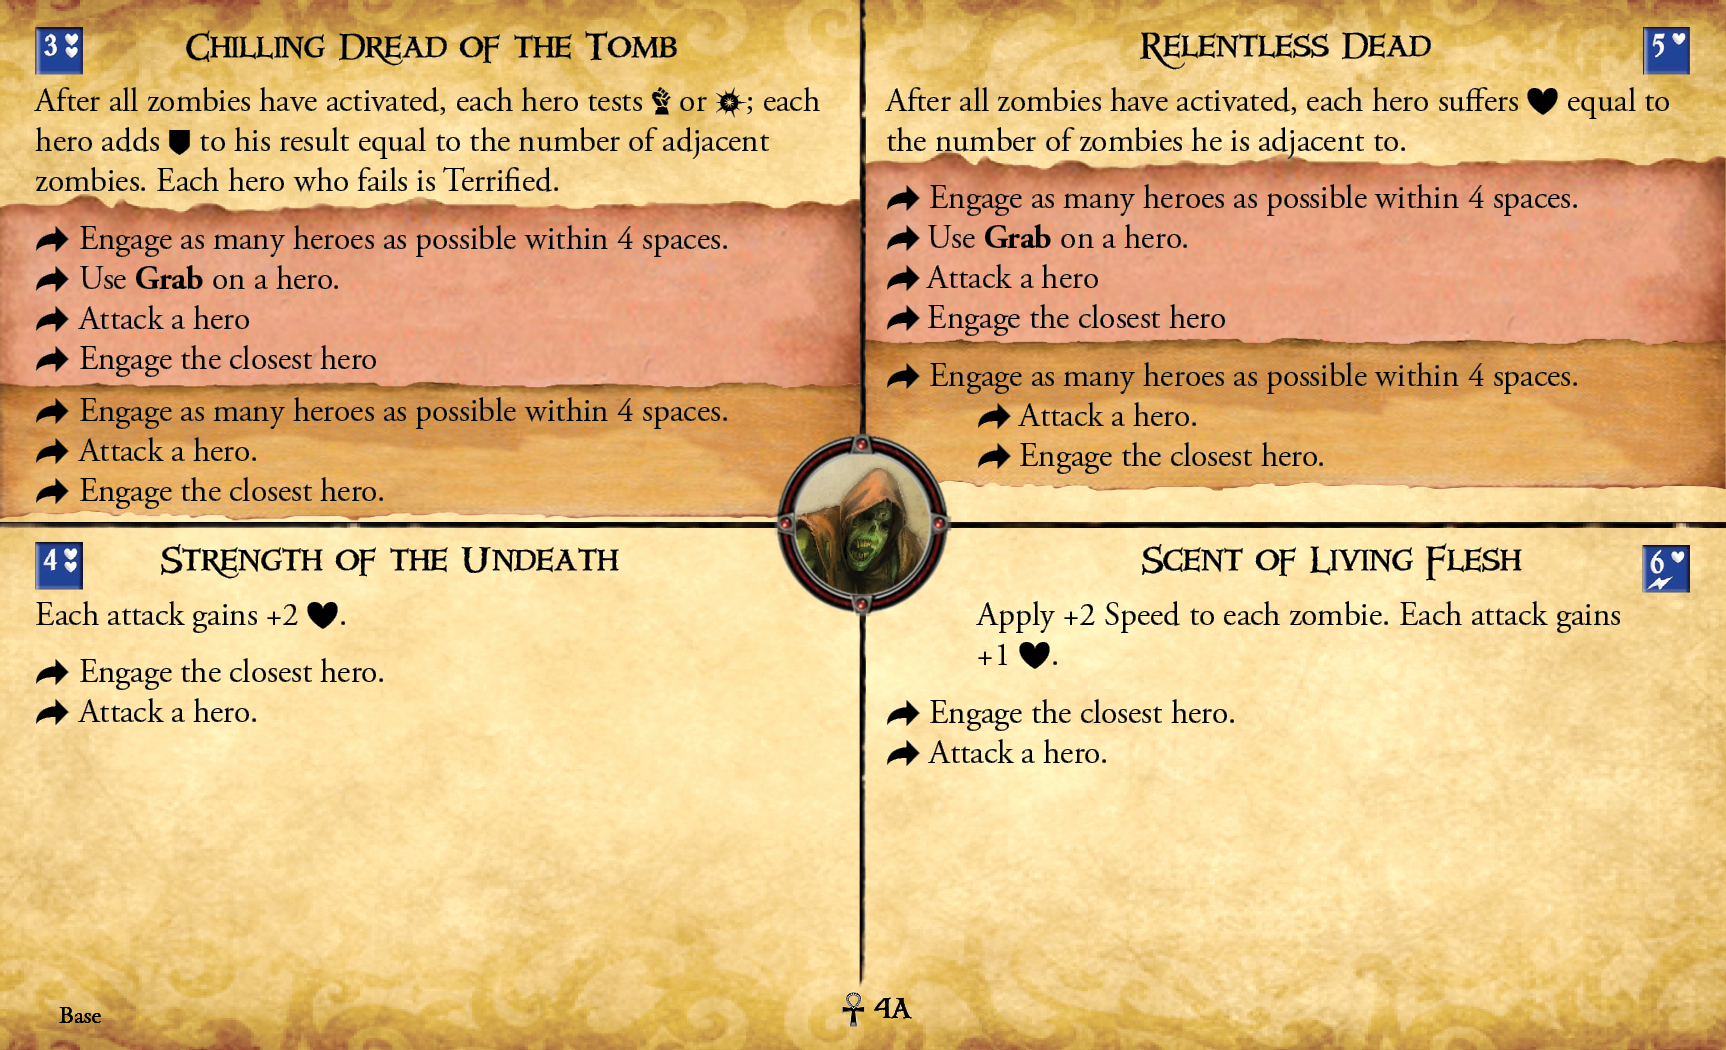 3
Chilling Dread of the Tomb
After all zombies have activated, each hero tests or ; each
hero adds to his result equal to the number of adjacent
zombies. Each hero who fails is Terrified.
Engage as many heroes as possible within 4 spaces.
Use Grab on a hero.
Attack a hero
Engage the closest hero
Engage as many heroes as possible within 4 spaces.
Attack a hero.
Engage the closest hero.
Relentless Dead
5
After all zombies have activated, each hero suffers ♥ equal to
the number of zombies he is adjacent to.
Engage as many heroes as possible within 4 spaces.
Use Grab on a hero.
Attack a hero
Engage the closest hero
Engage as many heroes as possible within 4 spaces.
Attack a hero.
Engage the closest hero.
4
Strength of the Undeath
Each attack gains +2 ♥.
Engage the closest hero.
Attack a hero.
Scent of Living Flesh
6
Apply +2 Speed to each zombie. Each attack gains
+1 ♥.
Engage the closest hero.
Attack a hero.
Base
☥ 4A